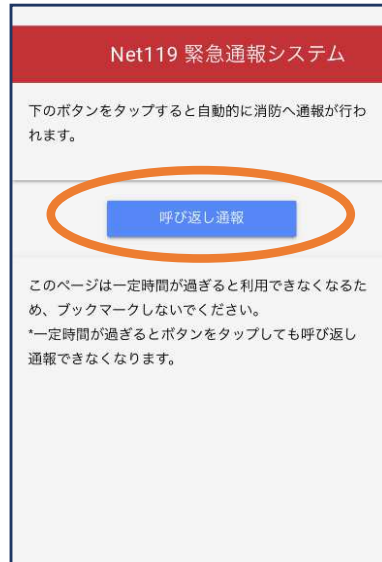 Net119 緊急通報システム
下のボタンをタップすると自動的に消防へ通報が行わ
れます。
呼び返し通報
このページは一定時間が過ぎると利用できなくなるた
め、ブックマークしないでください。
*一定時間が過ぎるとボタンをタップしても呼び返し
通報できなくなります。